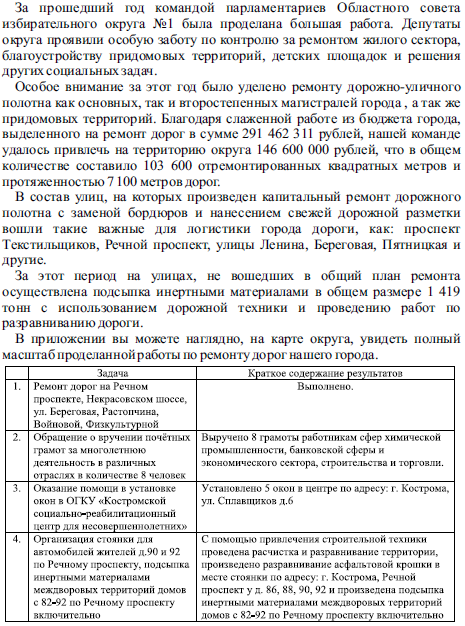 За прошедший год командой парламентариев Областного совета
избирательного округа №1 была проделана большая работа. Депутаты
округа проявили особую заботу по контролю за ремонтом жилого сектора,
благоустройству придомовых территорий, детских площадок и решения
других социальных задач.
Особое внимание за этот год было уделено ремонту дорожно-уличного
полотна как основных, так и второстепенных магистралей города , а так же
придомовых территорий. Благодаря слаженной работе из бюджета города,
выделенного на ремонт дорог в сумме 291 462 311 рублей, нашей команде
удалось привлечь на территорию округа 146 600 000 рублей, что в общем
количестве составило 103 600 отремонтированных квадратных метров и
протяженностью 7 100 метров дорог.
В состав улиц, на которых произведен капитальный ремонт дорожного
полотна с заменой бордюров и нанесением свежей дорожной разметки
вошли такие важные для логистики города дороги, как: проспект
Текстильщиков, Речной проспект, улицы Ленина, Береговая, Пятницкая и
другие.
За этот период на улицах, не вошедших в общий план ремонта
осуществлена подсыпка инертными материалами в общем размере 1 419
тонн с использованием дорожной техники и проведению работ по
разравниванию дороги.
В приложении вы можете наглядно, на карте округа, увидеть полный
масштаб проделанной работы по ремонту дорог нашего города.
Задача Краткое содержание результатов
1. Ремонт дорог на Речном Выполнено.
проспекте, Некрасовском шоссе,
ул. Береговая, Растопчина,
Войновой, Физкультурной
2. Обращение о вручении почётных Выручено 8 грамоты работникам сфер химической
грамот за многолетнюю промышленности, банковской сферы и
деятельность в различных экономического сектора, строительства и торговли.
отраслях в количестве 8 человек
3. Оказание помощи в установке Установлено 5 окон в центре по адресу: г. Кострома,
окон в ОГКУ «Костромской ул. Сплавщиков д.6
социально-реабилитационный
центр для несовершеннолетних»
4. Организация стоянки для С помощью привлечения строительной техники
автомобилей жителей д.90 и 92 проведена расчистка и разравнивание территории,
по Речному проспекту, подсыпка произведено разравнивание асфальтовой крошки в
инертными материалами месте стоянки по адресу: г. Кострома, Речной
междворовых территорий домов проспект у д. 86, 88, 90, 92 и произведена подсыпка
с 82-92 по Речному проспекту инертными материалами междворовых территорий
включительно домов с 82-92 по Речному проспекту включительно